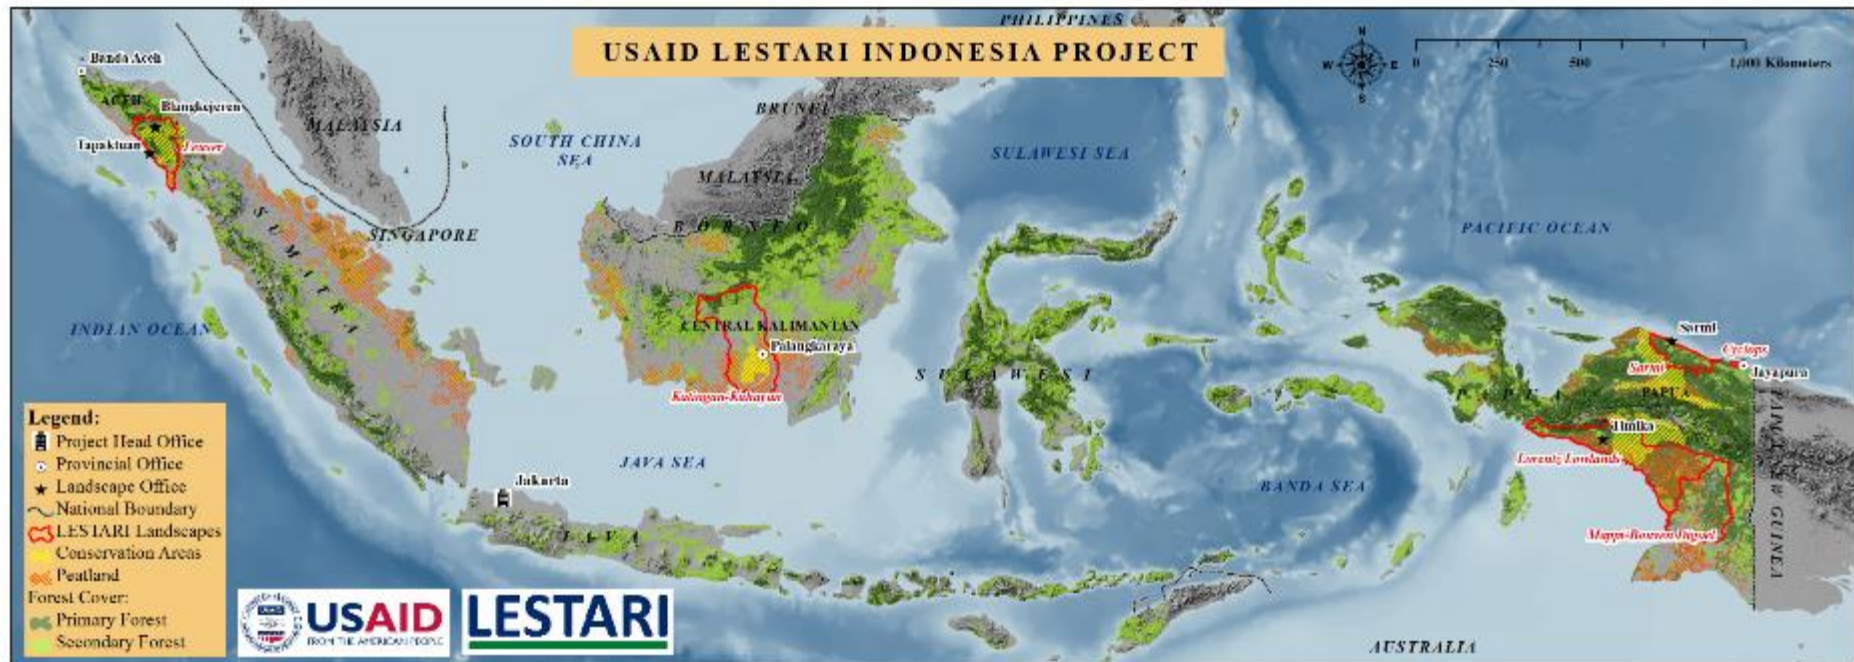 PHILIPPINES
USAID LESTARI INDONESIA PROJECT
N
W E
S
0 250 500 1,000 Kilometers
Banda Aceh
ACEH
Blangkejeren
Tapaktuan
Leuser
MALAYSIA
SINGAPORE
SUMATRA
INDIAN OCEAN
SOUTH CHINA
SEA
BRUNEI
MALAYSIA
BORNEO
CENTRAL KALIMANTAN
Palangkaraya
Katingan-Kahayan
SULAWESI SEA
SULAWESI
PACIFIC OCEAN
Sarmi
Cyclops
Sarmi
Jayapura
PAPUA
PAPUA
Timika
Lorentz Lowlands
Mappi-Bouven Digoel
PAPUA NEW GUINEA
JAVA SEA
BANDA SEA
Jakarta
JAVA
AUSTRALIA
Legend:
Project Head Office
Provincial Office
Landscape Office
National Boundary
LESTARI Landscapes
Conservation Areas
Peatland
Forest Cover:
Primary Forest
Secondary Forest
USAID
FROM THE AMERICAN PEOPLE
LESTARI